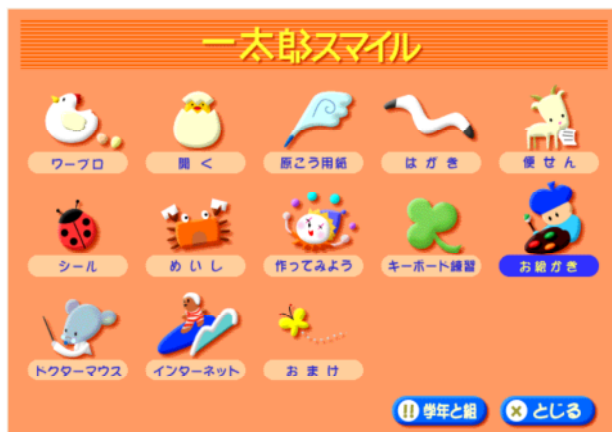 一太郎スマイル
ワープロ
開く
原こう用紙
はがき
便せん
シール
めいし
作ってみよう
キーボード練習
お絵がき
ドクターマウス
インターネット
おまけ
!! 学年と組
× とじる